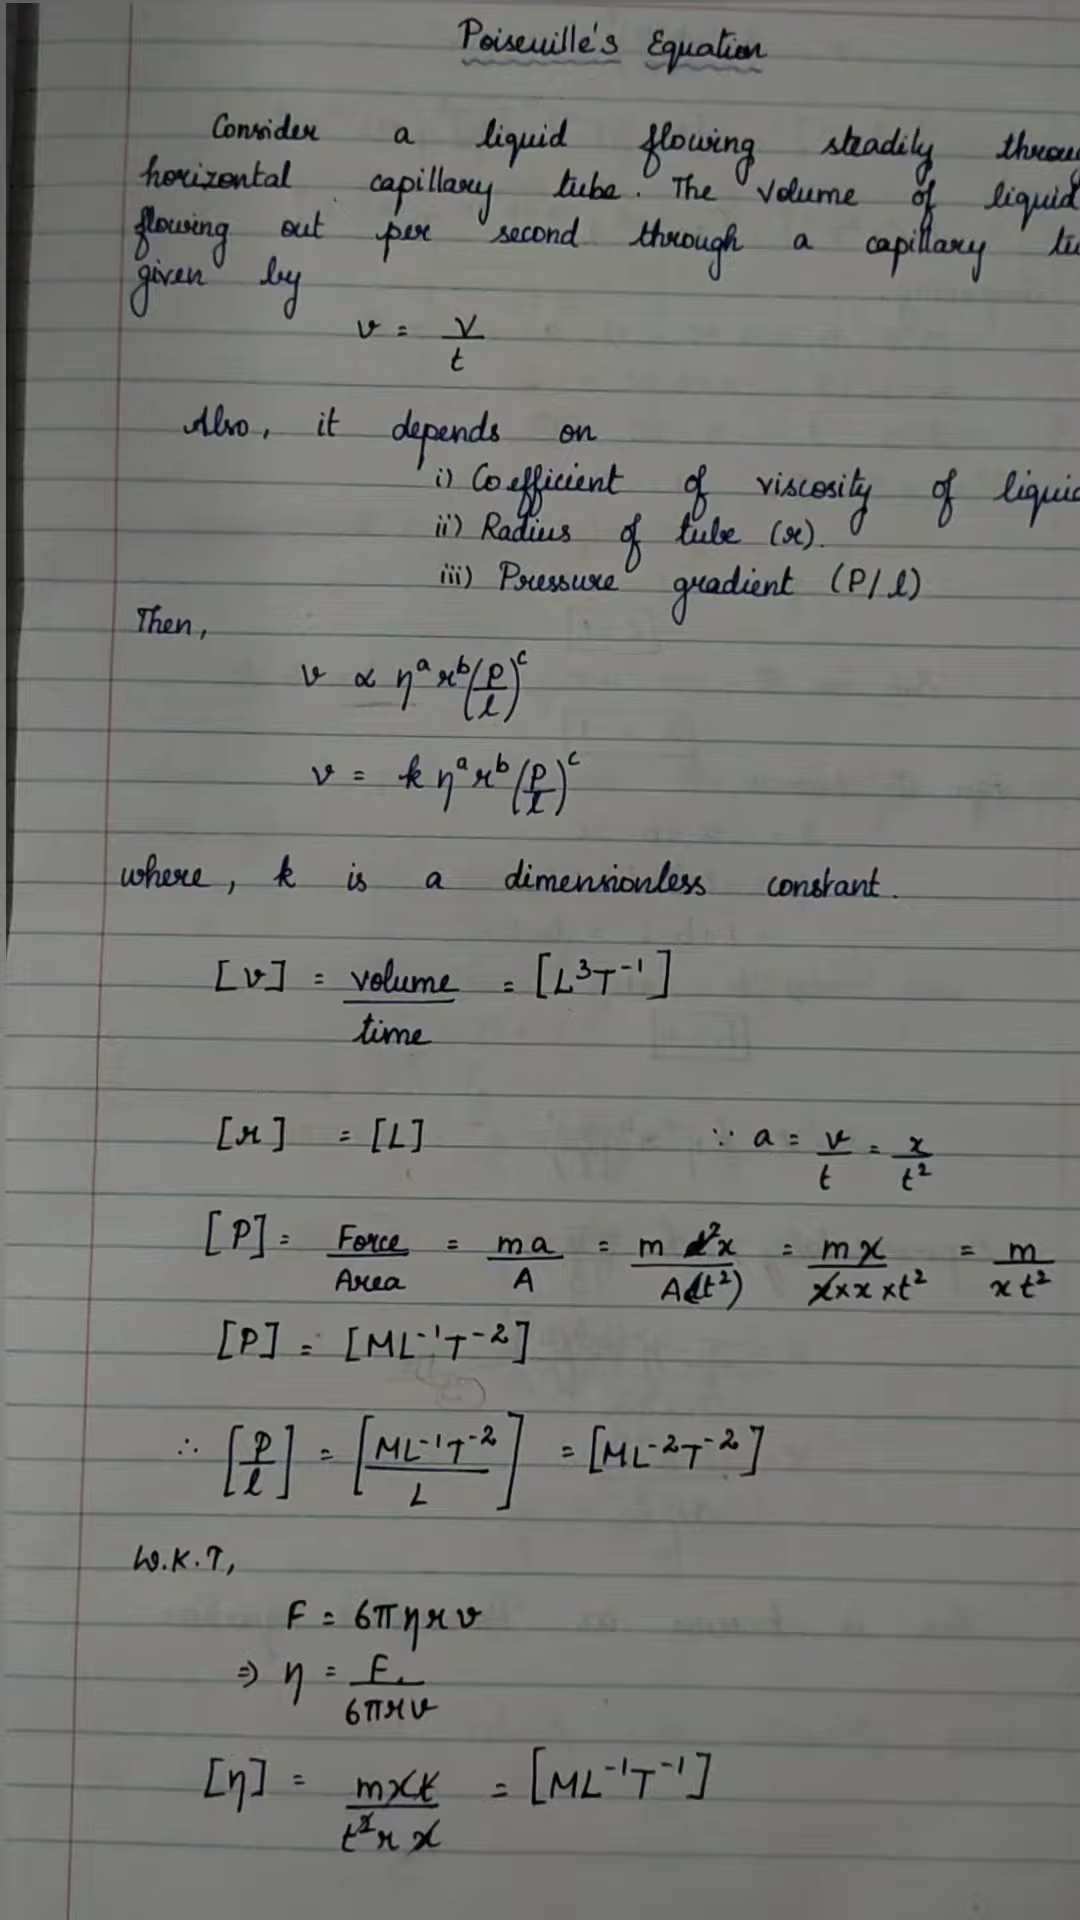 Poiseuille's Equation
Consider a liquid flowing steadily
horizontal capillary tube. The volume of liquid
flowing out per second through a capillary
given by
v = V/t
Also, it depends on
i) Coefficient of viscosity of
ii) Radius of tube (r).
iii) Pressure gradient (P/l)
Then,
v ∝ η^a r^b (P/l)^c
v = k η^a r^b (P/l)^c
where, k is a dimensionless constant.
[v] = volume/time = [L³T⁻¹]
[r] = [L] ∵ a = v/t = x/t²
[P] = Force/Area = ma/A = m d²x/A(dt²) = mx/x×x×t² = m/xt²
[P] = [ML⁻¹T⁻²]
∴ [P/l] = [ML⁻¹T⁻²/L] = [ML⁻²T⁻²]
W.K.T,
F = 6πηrv
⇒ η = F/6πrv
[η] = mxt/t²rx = [ML⁻¹T⁻¹]